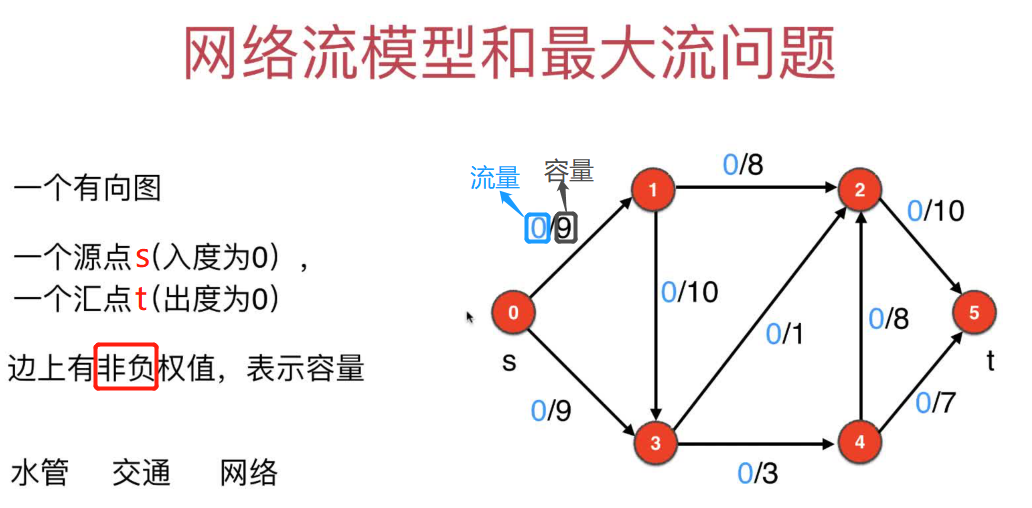 网络流模型和最大流问题
一个有向图
一个源点s(入度为0），
一个汇点t(出度为0）
边上有非负权值，表示容量
水管 交通 网络
流量 容量
0/9
0/8
0/10
0/10
0/1
0/8
0/9
0/7
0/3
0
1
2
3
4
5
s
t